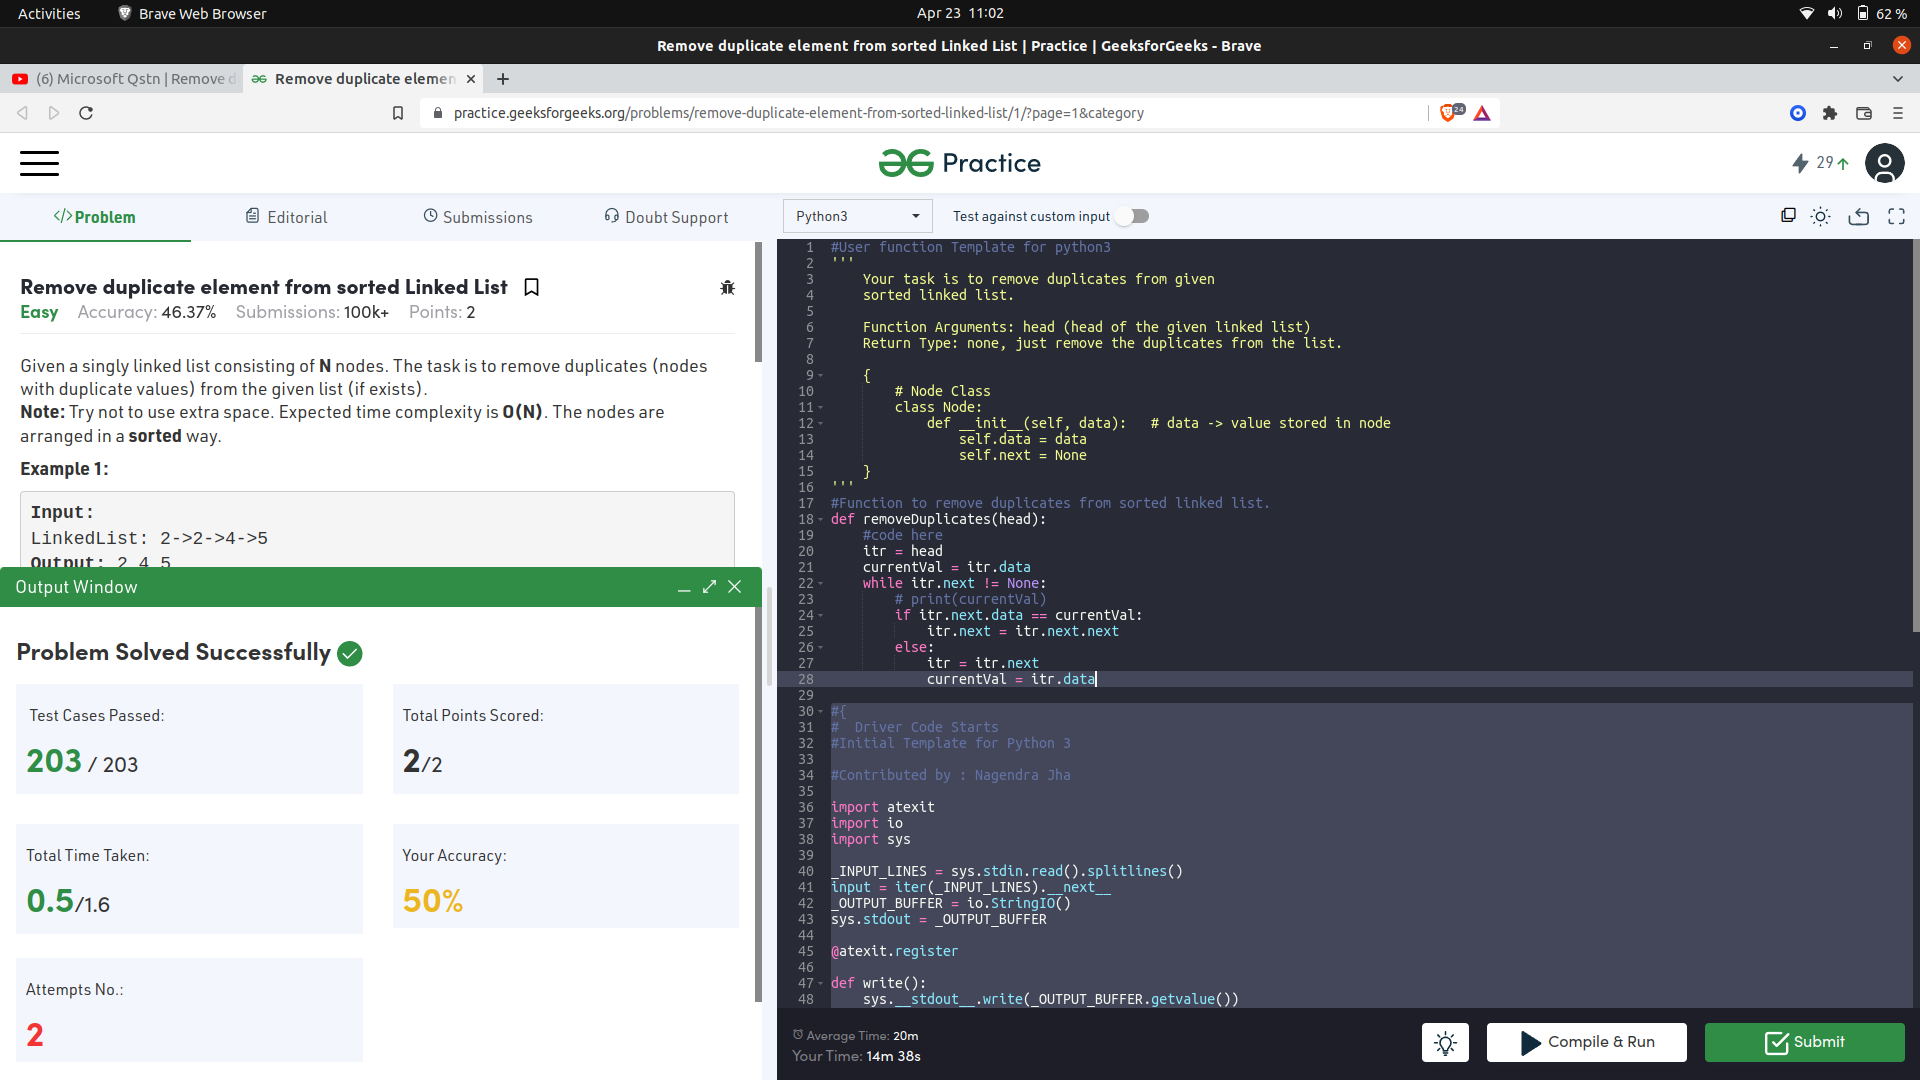 Activities
Brave Web Browser
Apr 23 11:02
62 %
Remove duplicate element from sorted Linked List | Practice | GeeksforGeeks - Brave
(6) Microsoft Qstn | Remove d
Remove duplicate elemen
practice.geeksforgeeks.org/problems/remove-duplicate-element-from-sorted-linked-list/1/?page=1&category
24
Practice
29
</>Problem
Editorial
Submissions
Doubt Support
Python3
Test against custom input
Remove duplicate element from sorted Linked List
Easy Accuracy: 46.37% Submissions: 100k+ Points: 2
Given a singly linked list consisting of N nodes. The task is to remove duplicates (nodes
with duplicate values) from the given list (if exists).
Note: Try not to use extra space. Expected time complexity is O(N). The nodes are
arranged in a sorted way.
Example 1:
Input:
LinkedList: 2->2->4->5
Output: 2 4 5
Output Window
Problem Solved Successfully
Test Cases Passed:
203 / 203
Total Points Scored:
2/2
Total Time Taken:
0.5/1.6
Your Accuracy:
50%
Attempts No.:
2
1 #User function Template for python3
2 '''
3     Your task is to remove duplicates from given
4     sorted linked list.
5
6     Function Arguments: head (head of the given linked list)
7     Return Type: none, just remove the duplicates from the list.
8
9     {
10         # Node Class
11         class Node:
12             def __init__(self, data):   # data -> value stored in node
13                 self.data = data
14                 self.next = None
15     }
16 '''
17 #Function to remove duplicates from sorted linked list.
18 def removeDuplicates(head):
19     #code here
20     itr = head
21     currentVal = itr.data
22     while itr.next != None:
23         # print(currentVal)
24         if itr.next.data == currentVal:
25             itr.next = itr.next.next
26         else:
27             itr = itr.next
28             currentVal = itr.data
29
30 #{
31 #  Driver Code Starts
32 #Initial Template for Python 3
33
34 #Contributed by : Nagendra Jha
35
36 import atexit
37 import io
38 import sys
39
40 _INPUT_LINES = sys.stdin.read().splitlines()
41 input = iter(_INPUT_LINES).__next__
42 _OUTPUT_BUFFER = io.StringIO()
43 sys.stdout = _OUTPUT_BUFFER
44
45 @atexit.register
46
47 def write():
48     sys.__stdout__.write(_OUTPUT_BUFFER.getvalue())
Average Time: 20m
Your Time: 14m 38s
Compile & Run
Submit